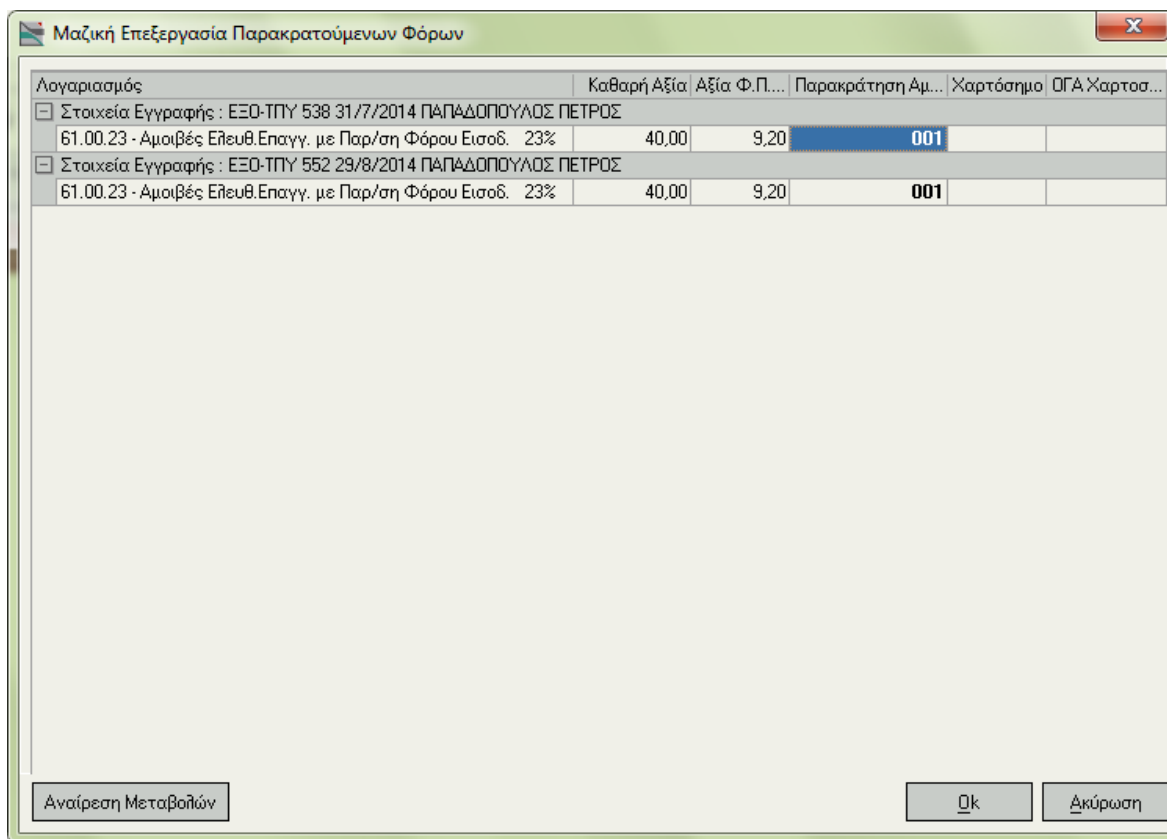 Μαζική Επεξεργασία Παρακρατούμενων Φόρων
Λογαριασμός Καθαρή Αξία Αξία Φ.Π.... Παρακράτηση Αμ... Χαρτόσημο ΟΓΑ Χαρτοσ...
Στοιχεία Εγγραφής : ΕΞΟ-ΤΠΥ 538 31/7/2014 ΠΑΠΑΔΟΠΟΥΛΟΣ ΠΕΤΡΟΣ
61.00.23 - Αμοιβές Ελευθ.Επαγγ. με Παρ/ση Φόρου Εισοδ. 23% 40,00 9,20 001
Στοιχεία Εγγραφής : ΕΞΟ-ΤΠΥ 552 29/8/2014 ΠΑΠΑΔΟΠΟΥΛΟΣ ΠΕΤΡΟΣ
61.00.23 - Αμοιβές Ελευθ.Επαγγ. με Παρ/ση Φόρου Εισοδ. 23% 40,00 9,20 001
Αναίρεση Μεταβολών Ok Ακύρωση